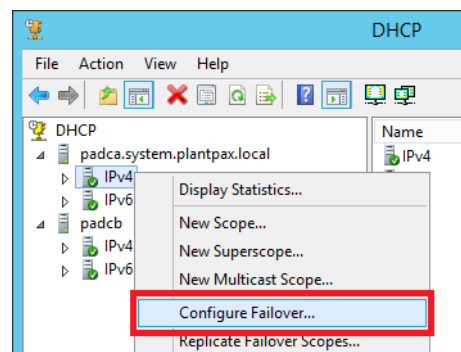 DHCP
File Action View Help
DHCP
padca.system.plantpax.local
IPv4
IPv6
padcb
IPv4
IPv6
Name
IPv4
Display Statistics...
New Scope...
New Superscope...
New Multicast Scope...
Configure Failover...
Replicate Failover Scopes...